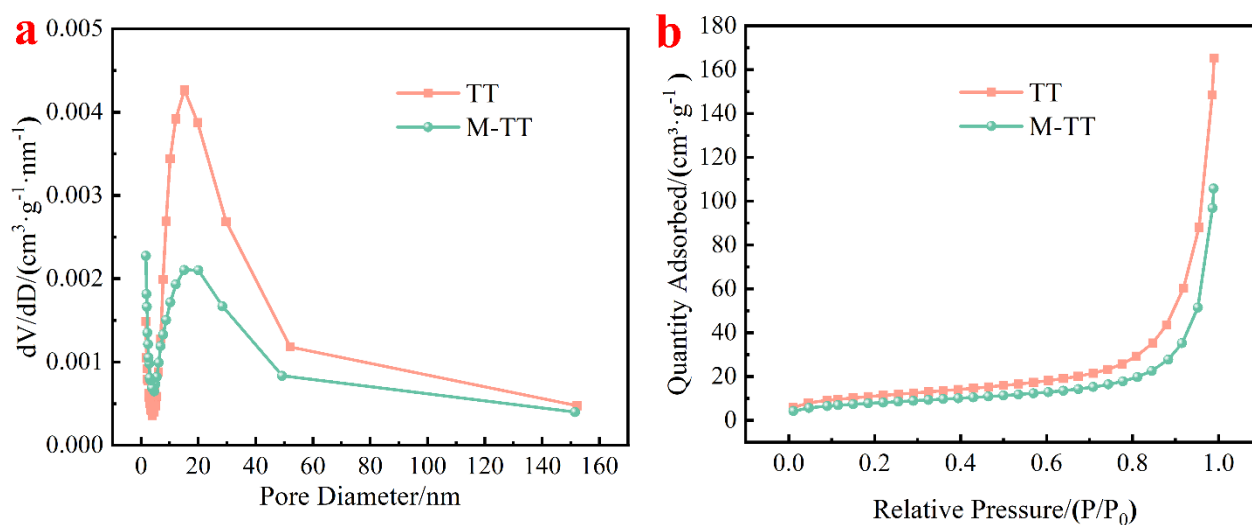 a
0.005
0.004
0.003
0.002
0.001
0.000
dV/dD/(cm³·g⁻¹·nm⁻¹)
TT
M-TT
0 20 40 60 80 100 120 140 160
Pore Diameter/nm
b
180
160
140
120
100
80
60
40
20
0
Quantity Adsorbed/(cm³·g⁻¹ )
TT
M-TT
0.0 0.2 0.4 0.6 0.8 1.0
Relative Pressure/(P/P₀)